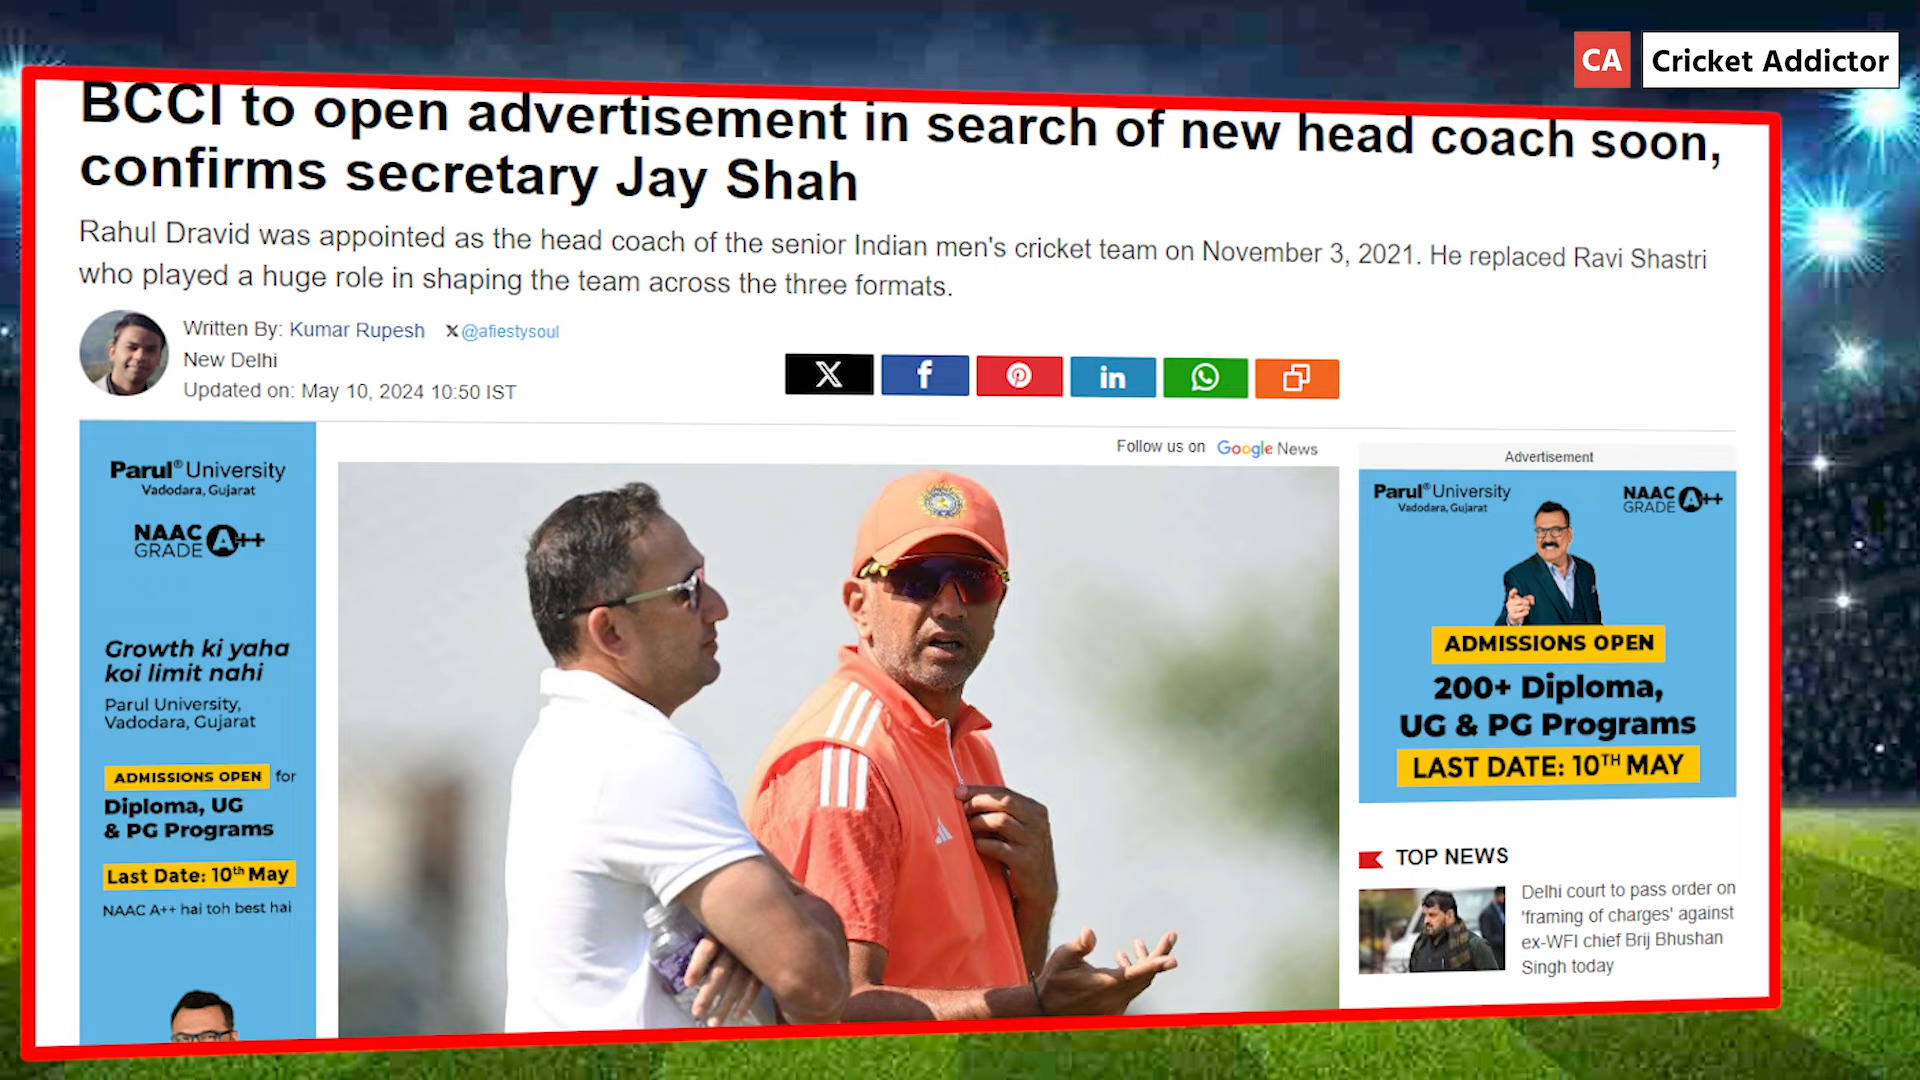 CA Cricket Addictor
BCCI to open advertisement in search of new head coach soon,
confirms secretary Jay Shah
Rahul Dravid was appointed as the head coach of the senior Indian men's cricket team on November 3, 2021. He replaced Ravi Shastri
who played a huge role in shaping the team across the three formats.
Written By: Kumar Rupesh X @afiestysoul
New Delhi
Updated on: May 10, 2024 10:50 IST
Follow us on Google News
Parul® University
Vadodara, Gujarat
NAAC
GRADE A++
Growth ki yaha
koi limit nahi
Parul University,
Vadodara, Gujarat
ADMISSIONS OPEN for
Diploma, UG
& PG Programs
Last Date: 10th May
NAAC A++ hai toh best hai
Advertisement
Parul® University
Vadodara, Gujarat
NAAC
GRADE A++
ADMISSIONS OPEN
200+ Diploma,
UG & PG Programs
LAST DATE: 10TH MAY
TOP NEWS
Delhi court to pass order on
'framing of charges' against
ex-WFI chief Brij Bhushan
Singh today